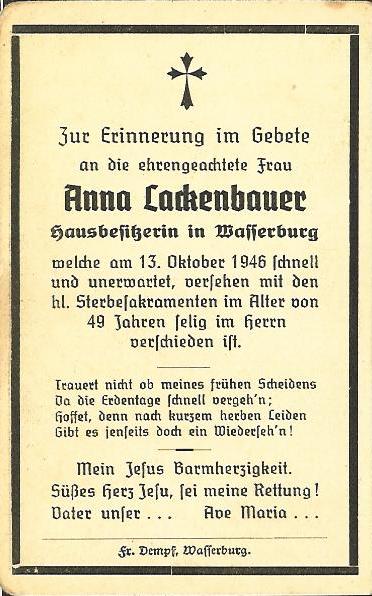 Zur Erinnerung im Gebete
an die ehrengeachtete Frau
Anna Lackenbauer
Hausbesitzerin in Wasserburg
welche am 13. Oktober 1946 schnell
und unerwartet, versehen mit den
hl. Sterbesakramenten im Alter von
49 Jahren selig im Herrn
verschieden ist.
Trauert nicht ob meines frühen Scheidens
Da die Erdentage schnell vergeh'n;
Hoffet, denn nach kurzem herben Leiden
Gibt es jenseits doch ein Wiederseh'n!
Mein Jesus Barmherzigkeit.
Süßes Herz Jesu, sei meine Rettung!
Vater unser . . . Ave Maria . . .
Fr. Dempf, Wasserburg.